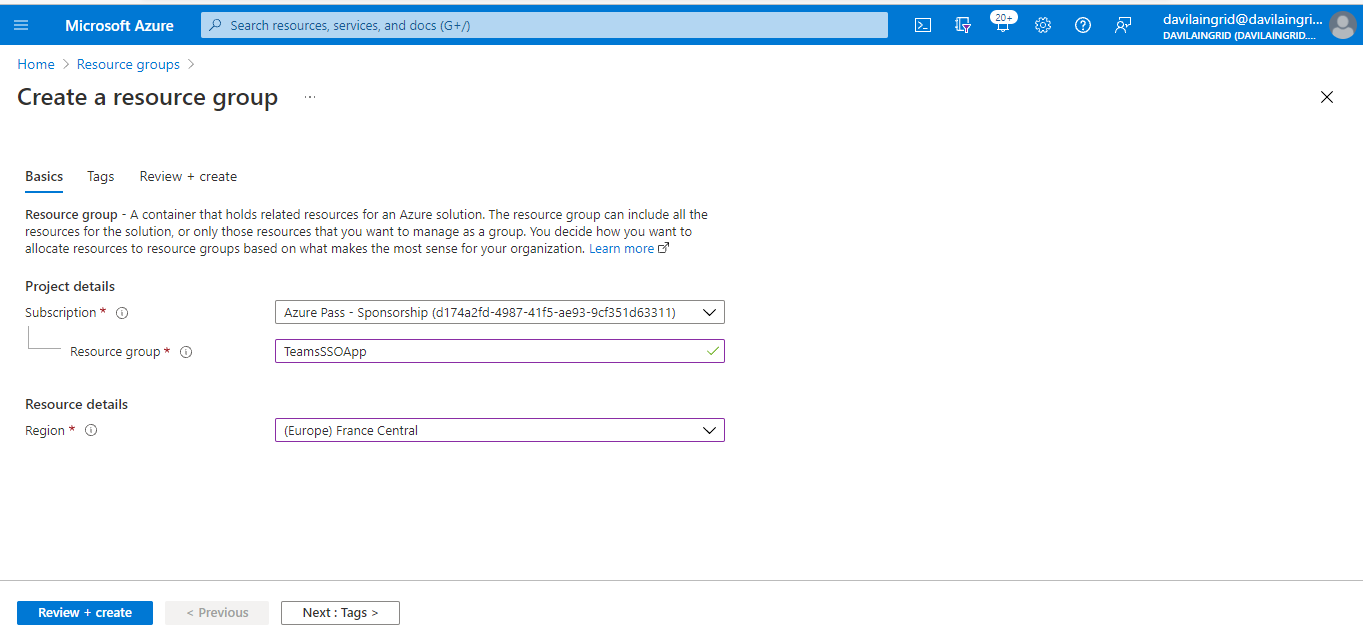 Microsoft Azure
Search resources, services, and docs (G+/)
20+
davilaingrid@davilaingri...
DAVILAINGRID (DAVILAINGRID....
Home > Resource groups >
Create a resource group ...
Basics Tags Review + create
Resource group - A container that holds related resources for an Azure solution. The resource group can include all the
resources for the solution, or only those resources that you want to manage as a group. You decide how you want to
allocate resources to resource groups based on what makes the most sense for your organization. Learn more
Project details
Subscription *
Azure Pass - Sponsorship (d174a2fd-4987-41f5-ae93-9cf351d63311)
Resource group *
TeamsSSOApp
Resource details
Region *
(Europe) France Central
Review + create
< Previous
Next : Tags >